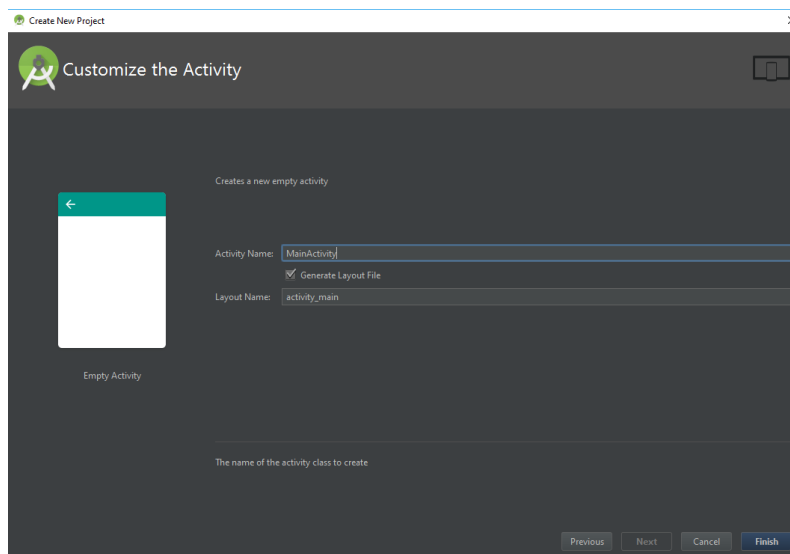 Create New Project
Customize the Activity
Creates a new empty activity
Activity Name: MainActivity
Generate Layout File
Layout Name: activity_main
Empty Activity
The name of the activity class to create
Previous Next Cancel Finish